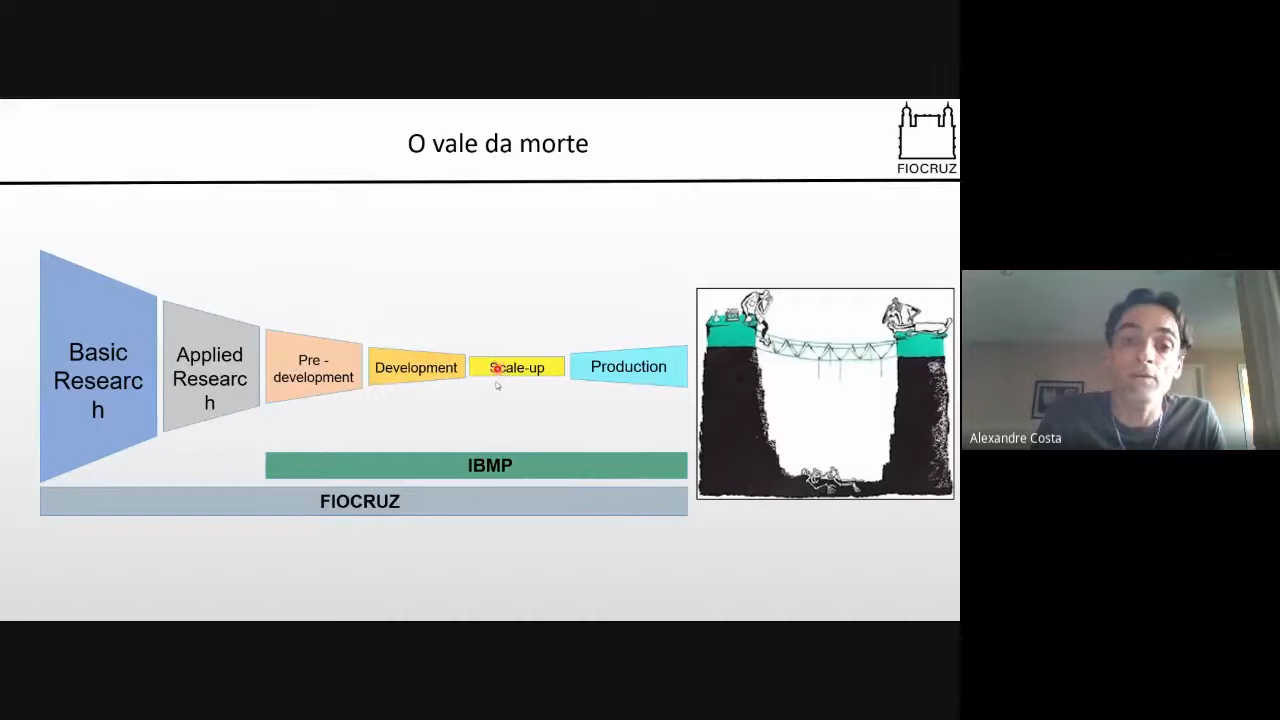 O vale da morte
FIOCRUZ
Basic
Researc
h
Applied
Researc
h
Pre -
development
Development
Scale-up
Production
IBMP
FIOCRUZ
Alexandre Costa